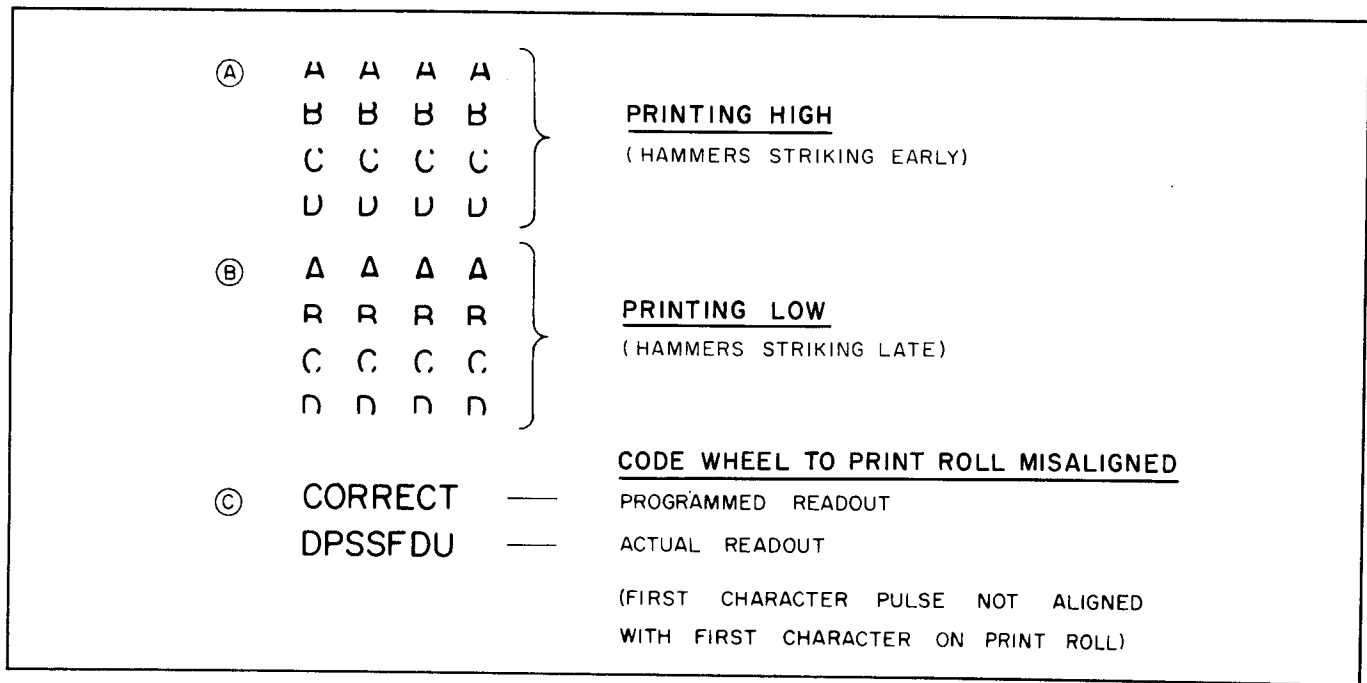 Ⓐ A A A A
B B B B
C C C C
D D D D
PRINTING HIGH
(HAMMERS STRIKING EARLY)
Ⓑ A A A A
R R R R
C C C C
D D D D
PRINTING LOW
(HAMMERS STRIKING LATE)
CODE WHEEL TO PRINT ROLL MISALIGNED
Ⓒ CORRECT — PROGRAMMED READOUT
DPSSFDU — ACTUAL READOUT
(FIRST CHARACTER PULSE NOT ALIGNED
WITH FIRST CHARACTER ON PRINT ROLL)